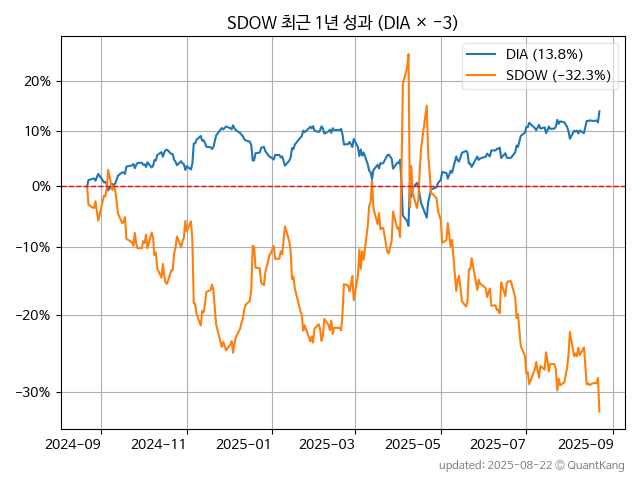 SDOW 최근 1년 성과 (DIA × -3)
DIA (13.8%)
SDOW (-32.3%)
20%
10%
0%
-10%
-20%
-30%
2024-09 2024-11 2025-01 2025-03 2025-05 2025-07 2025-09
updated: 2025-08-22 © QuantKang